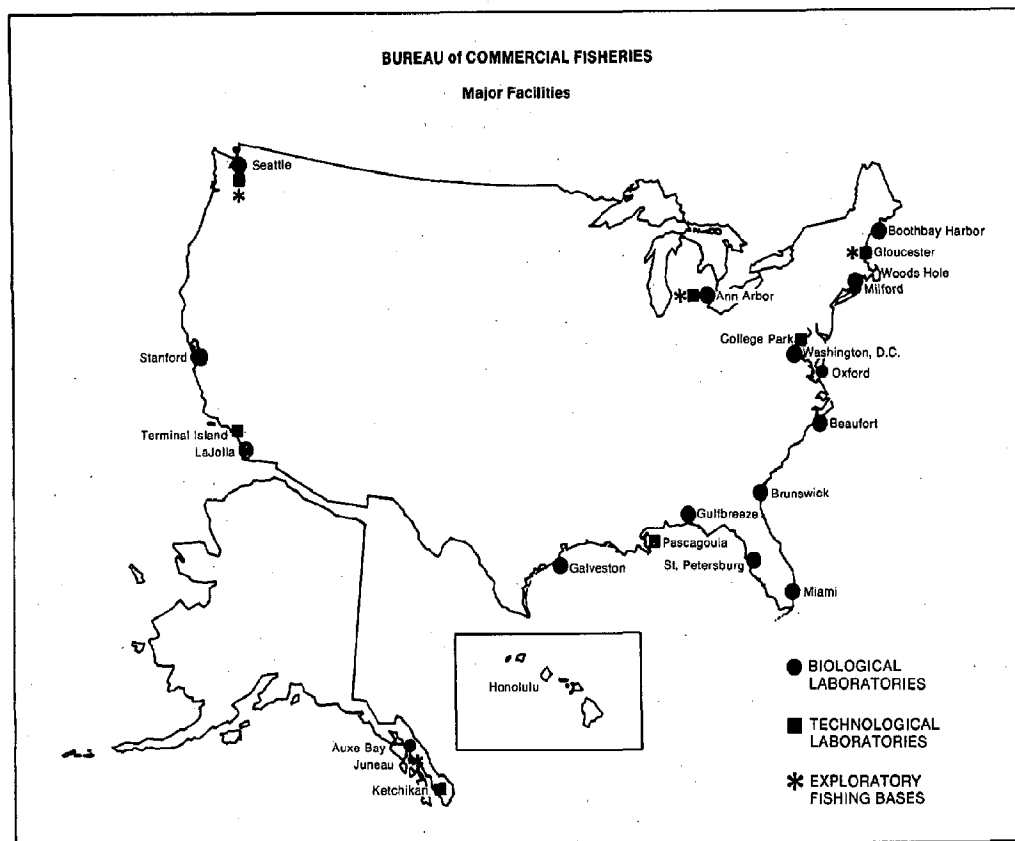 BUREAU of COMMERCIAL FISHERIES
Major Facilities
Seattle
Boothbay Harbor
Gloucester
Woods Hole
Milford
Ann Arbor
College Park
Washington, D.C.
Oxford
Stanford
Beaufort
Terminal Island
LaJolla
Brunswick
Gulfbreeze
Pascagoula
St. Petersburg
Galveston
Miami
Honolulu
BIOLOGICAL
LABORATORIES
TECHNOLOGICAL
LABORATORIES
EXPLORATORY
FISHING BASES
Auxe Bay
Juneau
Ketchikan